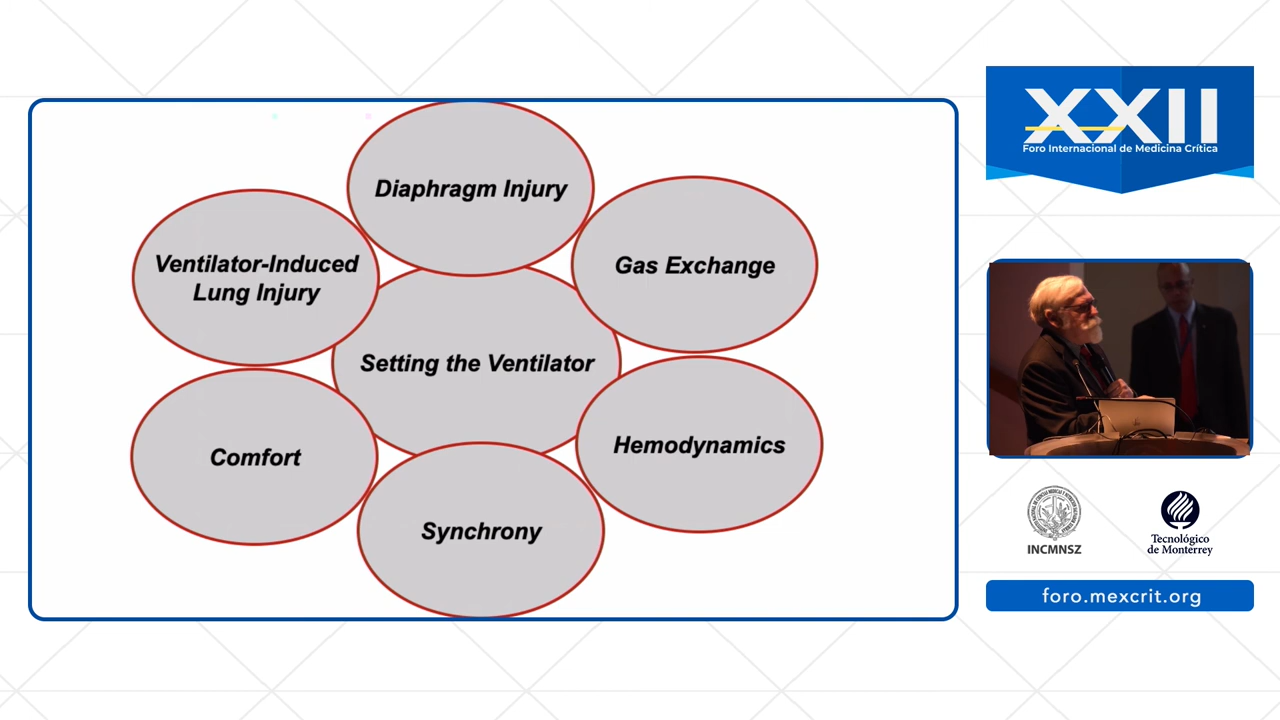 Diaphragm Injury
Ventilator-Induced
Lung Injury
Gas Exchange
Setting the Ventilator
Comfort
Hemodynamics
Synchrony
XXII
Foro Internacional de Medicina Crítica
INCMNSZ
Tecnológico
de Monterrey
foro.mexcrit.org